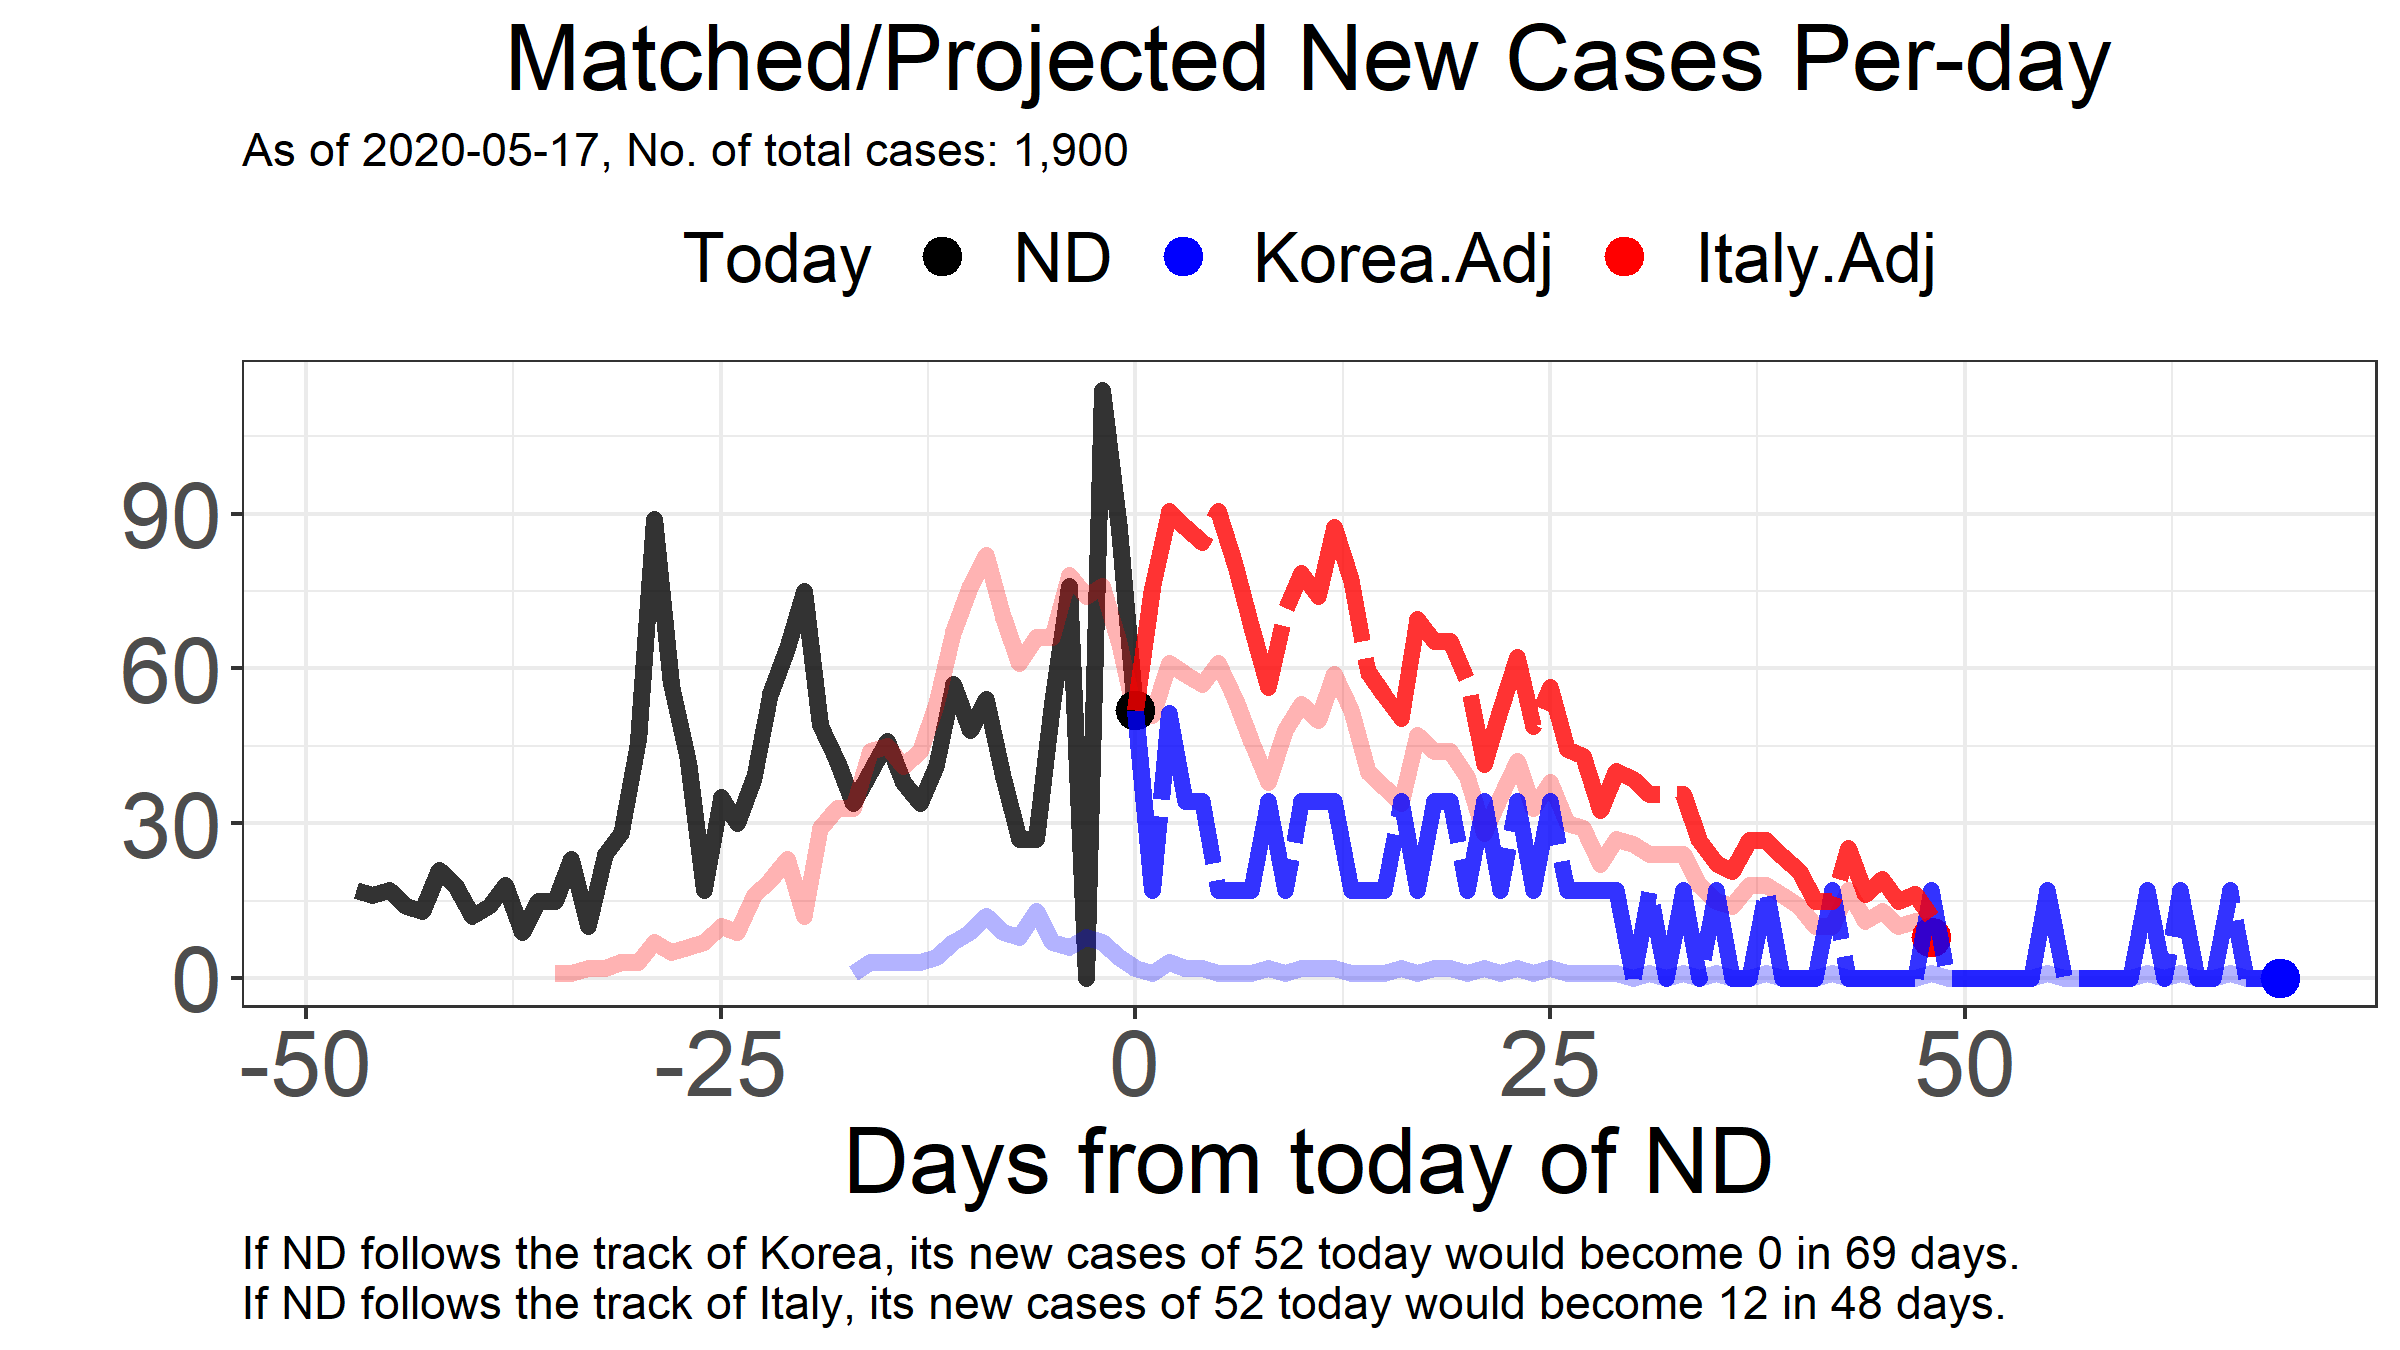 Matched/Projected New Cases Per-day
As of 2020-05-17, No. of total cases: 1,900
Today ND Korea.Adj Italy.Adj
90
60
30
0
-50 -25 0 25 50
Days from today of ND
If ND follows the track of Korea, its new cases of 52 today would become 0 in 69 days.
If ND follows the track of Italy, its new cases of 52 today would become 12 in 48 days.